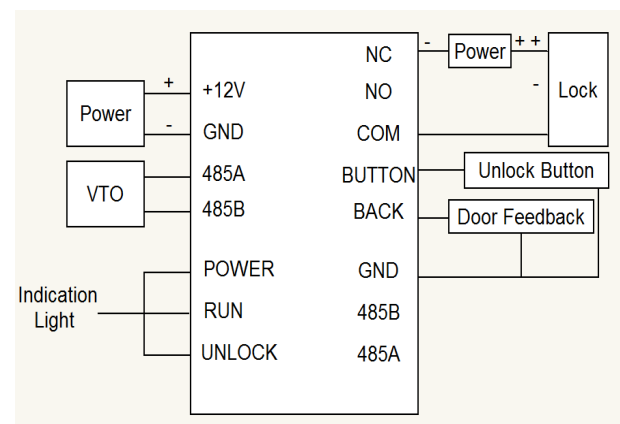 NC - Power + +
+ +12V NO - Lock
Power
- GND COM
485A BUTTON Unlock Button
VTO
485B BACK Door Feedback
POWER GND
Indication
Light
RUN 485B
UNLOCK 485A